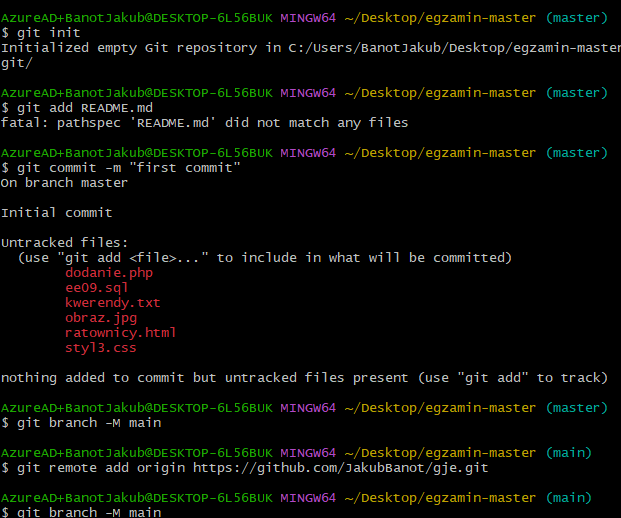 AzureAD+BanotJakub@DESKTOP-6L56BUK MINGW64 ~/Desktop/egzamin-master (master)
$ git init
Initialized empty Git repository in C:/Users/BanotJakub/Desktop/egzamin-master
git/
AzureAD+BanotJakub@DESKTOP-6L56BUK MINGW64 ~/Desktop/egzamin-master (master)
$ git add README.md
fatal: pathspec 'README.md' did not match any files
AzureAD+BanotJakub@DESKTOP-6L56BUK MINGW64 ~/Desktop/egzamin-master (master)
$ git commit -m "first commit"
On branch master
Initial commit
Untracked files:
(use "git add <file>..." to include in what will be committed)
dodanie.php
ee09.sql
kwerendy.txt
obraz.jpg
ratownicy.html
styl3.css
nothing added to commit but untracked files present (use "git add" to track)
AzureAD+BanotJakub@DESKTOP-6L56BUK MINGW64 ~/Desktop/egzamin-master (master)
$ git branch -M main
AzureAD+BanotJakub@DESKTOP-6L56BUK MINGW64 ~/Desktop/egzamin-master (main)
$ git remote add origin https://github.com/JakubBanot/gje.git
AzureAD+BanotJakub@DESKTOP-6L56BUK MINGW64 ~/Desktop/egzamin-master (main)
$ git branch -M main